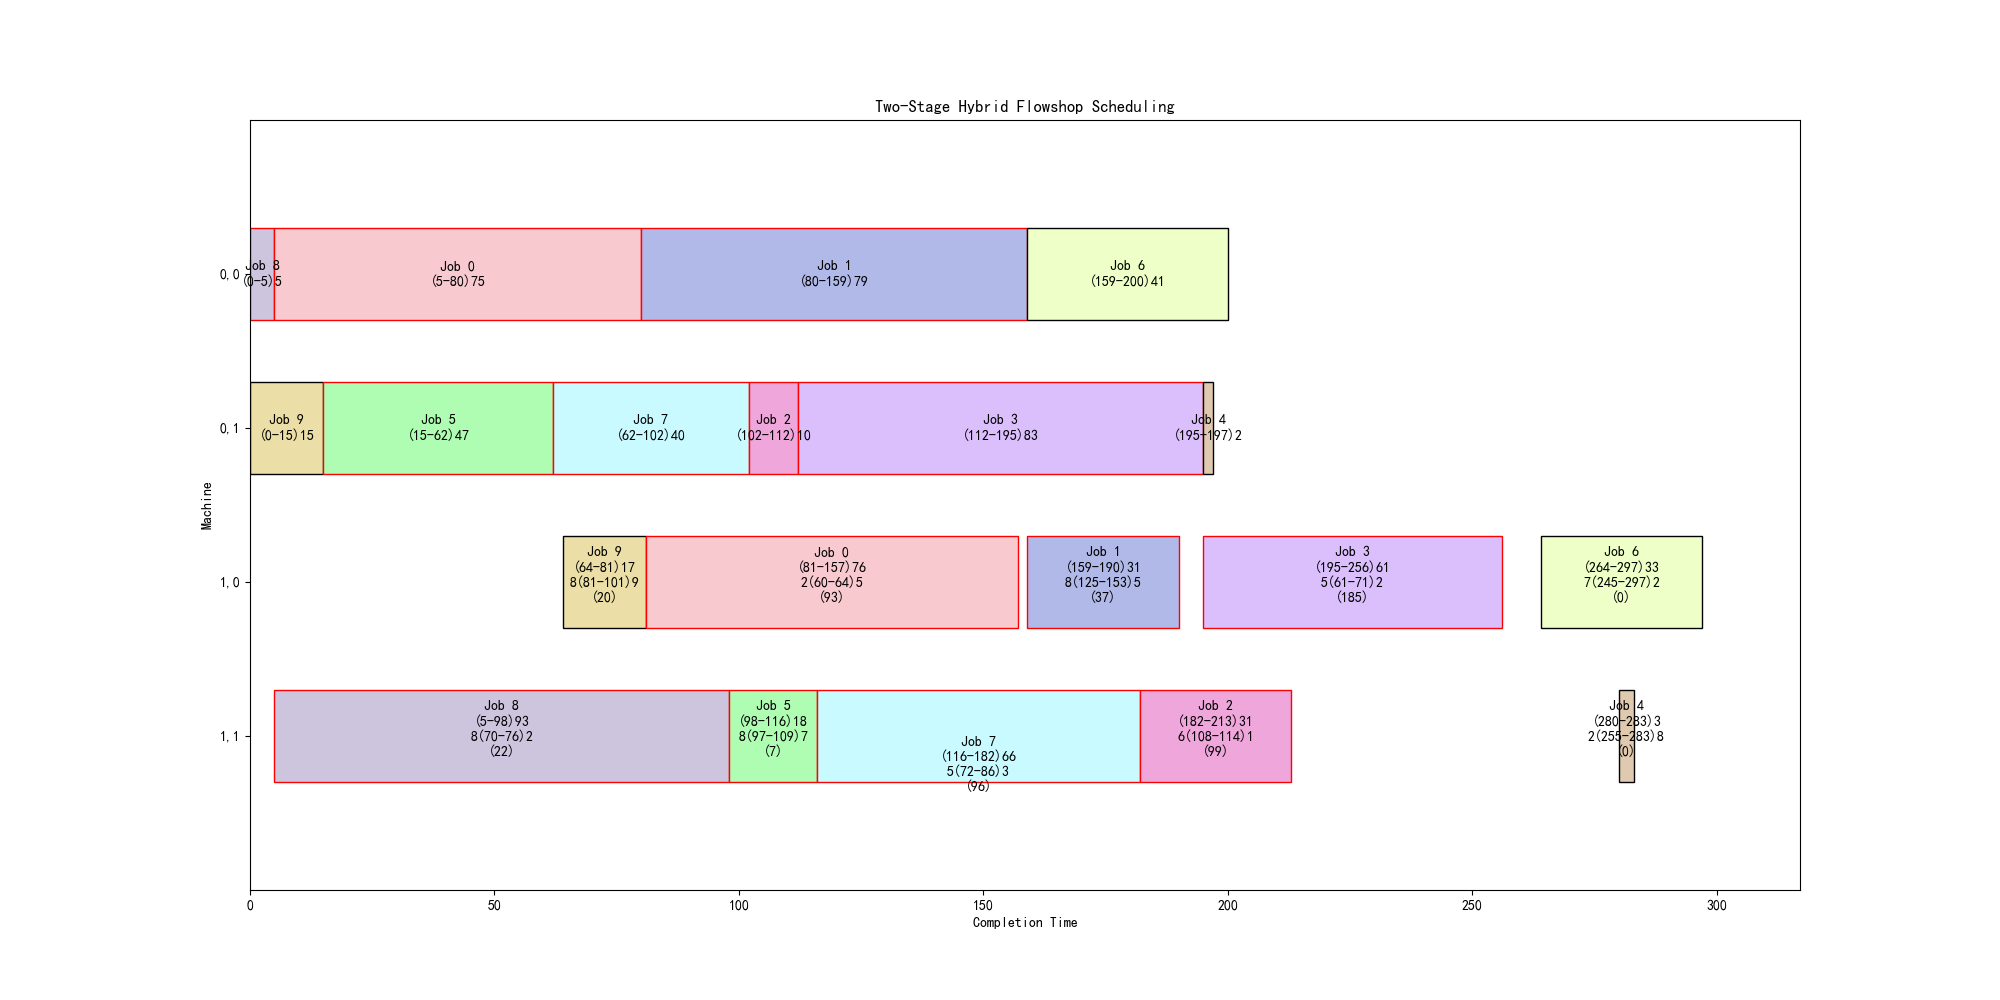 Two-Stage Hybrid Flowshop Scheduling
0,0
Job 8
(0-5)5
Job 0
(5-80)75
Job 1
(80-159)79
Job 6
(159-200)41
0,1
Job 9
(0-15)15
Job 5
(15-62)47
Job 7
(62-102)40
Job 2
(102-112)10
Job 3
(112-195)83
Job 4
(195-197)2
Machine
1,0
Job 9
(64-81)17
8(81-101)9
(20)
Job 0
(81-157)76
2(60-64)5
(93)
Job 1
(159-190)31
8(125-153)5
(37)
Job 3
(195-256)61
5(61-71)2
(185)
Job 6
(264-297)33
7(245-297)2
(0)
1,1
Job 8
(5-98)93
8(70-76)2
(22)
Job 5
(98-116)18
8(97-109)7
(7)
Job 7
(116-182)66
5(72-86)3
(96)
Job 2
(182-213)31
6(108-114)1
(99)
Job 4
(280-283)3
2(255-283)8
(0)
0 50 100 150 200 250 300
Completion Time